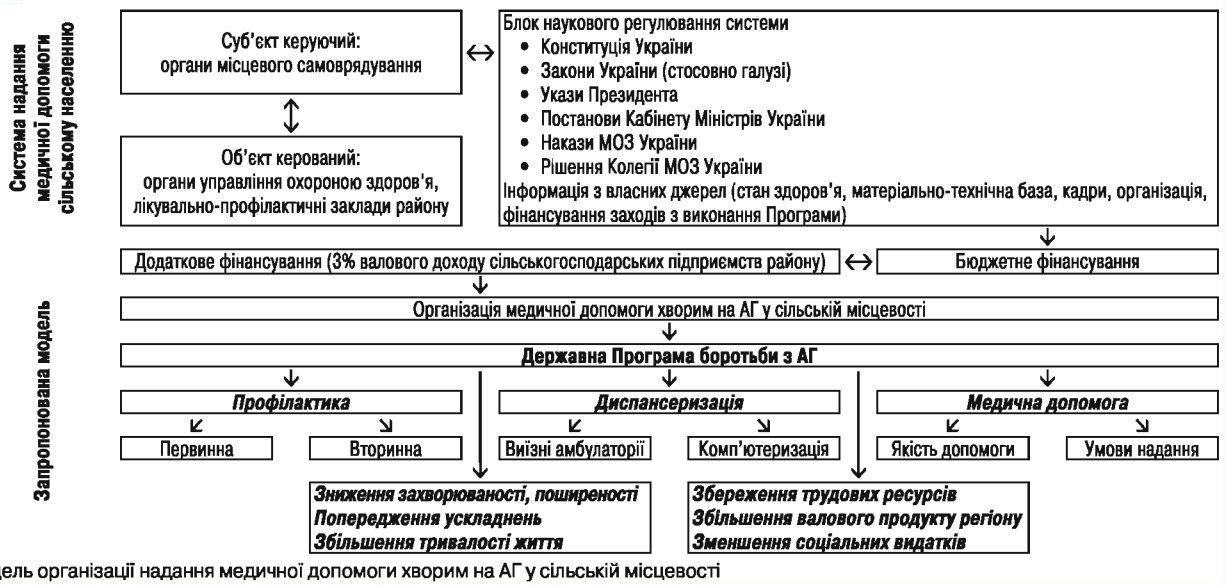 Система надання
медичної допомоги
сільському населенню
Суб’єкт керуючий:
органи місцевого самоврядування
Об’єкт керований:
органи управління охороною здоров’я,
лікувально-профілактичні заклади району
Блок наукового регулювання системи
• Конституція України
• Закони України (стосовно галузі)
• Укази Президента
• Постанови Кабінету Міністрів України
• Накази МОЗ України
• Рішення Колегії МОЗ України
Інформація з власних джерел (стан здоров’я, матеріально-технічна база, кадри, організація,
фінансування заходів з виконання Програми)
Запропонована модель
Додаткове фінансування (3% валового доходу сільськогосподарських підприємств району)
Бюджетне фінансування
Організація медичної допомоги хворим на АГ у сільській місцевості
Державна Програма боротьби з АГ
Профілактика
Диспансеризація
Медична допомога
Первинна
Вторинна
Виїзні амбулаторії
Комп’ютеризація
Якість допомоги
Умови надання
Зниження захворюваності, поширеності
Попередження ускладнень
Збільшення тривалості життя
Збереження трудових ресурсів
Збільшення валового продукту регіону
Зменшення соціальних видатків
ель організації надання медичної допомоги хворим на АГ у сільській місцевості